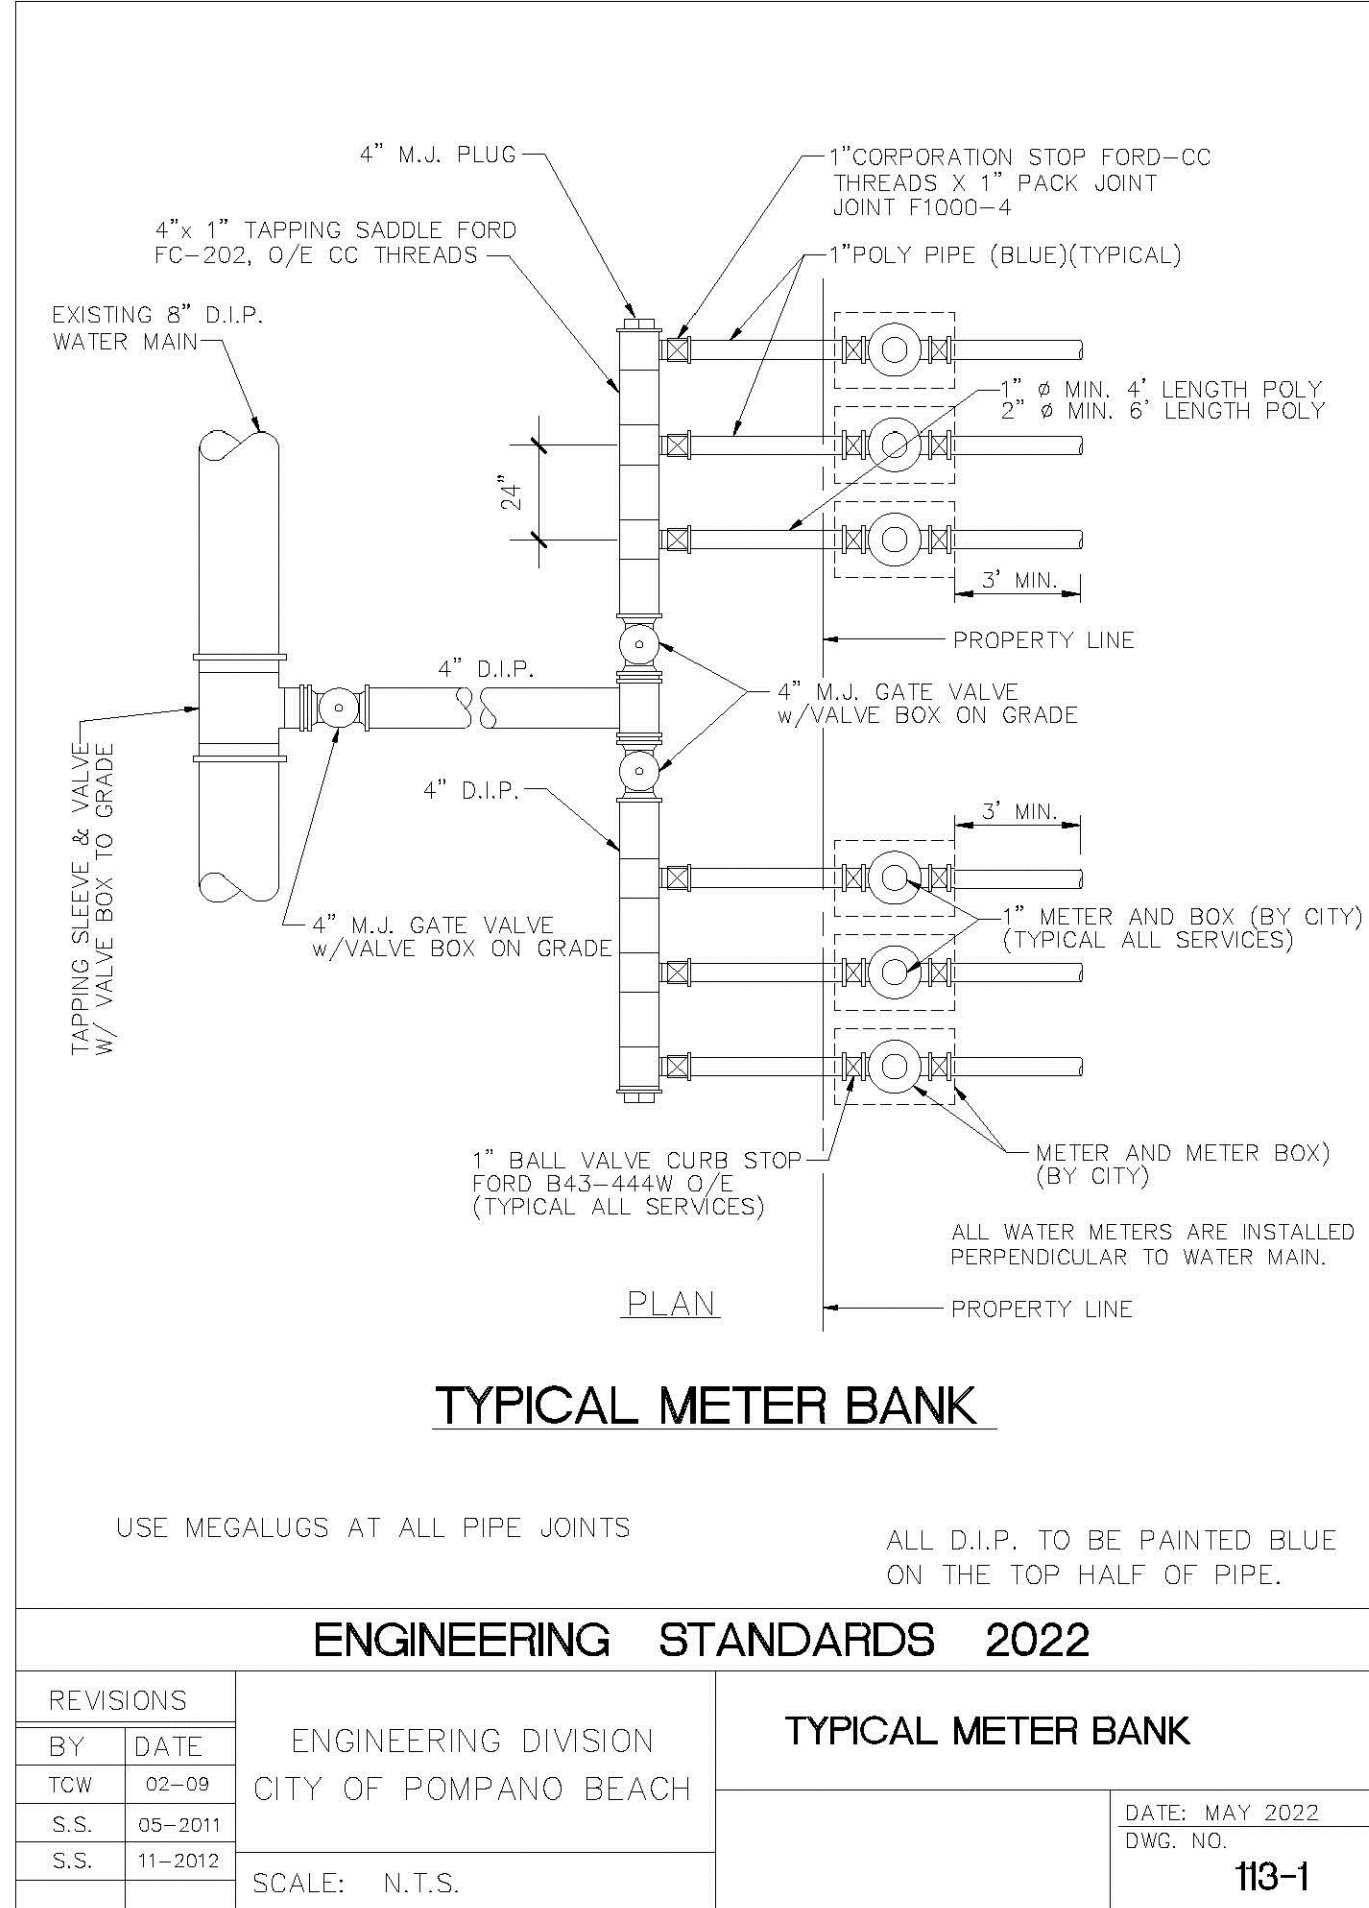 4" M.J. PLUG
1"CORPORATION STOP FORD-CC
THREADS X 1" PACK JOINT
JOINT F1000-4
4"x 1" TAPPING SADDLE FORD
FC-202, O/E CC THREADS
1"POLY PIPE (BLUE)(TYPICAL)
EXISTING 8" D.I.P.
WATER MAIN
1" ø MIN. 4' LENGTH POLY
2" ø MIN. 6' LENGTH POLY
24"
3' MIN.
PROPERTY LINE
4" D.I.P.
4" M.J. GATE VALVE
w/VALVE BOX ON GRADE
TAPPING SLEEVE & VALVE
W/ VALVE BOX TO GRADE
4" D.I.P.
3' MIN.
4" M.J. GATE VALVE
w/VALVE BOX ON GRADE
1" METER AND BOX (BY CITY)
(TYPICAL ALL SERVICES)
1" BALL VALVE CURB STOP
FORD B43-444W O/E
(TYPICAL ALL SERVICES)
METER AND METER BOX)
(BY CITY)
ALL WATER METERS ARE INSTALLED
PERPENDICULAR TO WATER MAIN.
PLAN
PROPERTY LINE
TYPICAL METER BANK
USE MEGALUGS AT ALL PIPE JOINTS
ALL D.I.P. TO BE PAINTED BLUE
ON THE TOP HALF OF PIPE.
ENGINEERING STANDARDS 2022
REVISIONS
BY DATE
TCW 02-09
S.S. 05-2011
S.S. 11-2012
ENGINEERING DIVISION
CITY OF POMPANO BEACH
SCALE: N.T.S.
TYPICAL METER BANK
DATE: MAY 2022
DWG. NO.
113-1